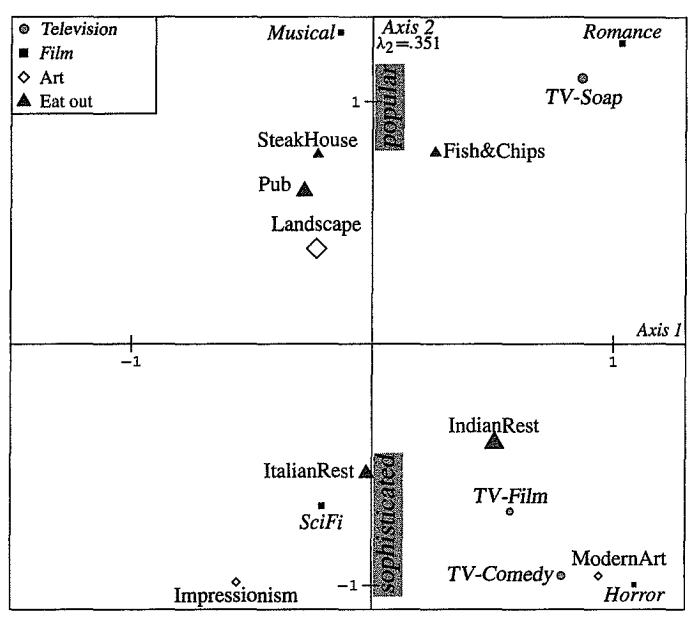 Television
Film
Art
Eat out
Musical
Axis 2
λ₂=.351
Romance
popular
TV-Soap
1
SteakHouse
Fish&Chips
Pub
Landscape
Axis 1
-1
1
IndianRest
ItalianRest
sophisticated
TV-Film
SciFi
ModernArt
TV-Comedy
-1
Impressionism
Horror